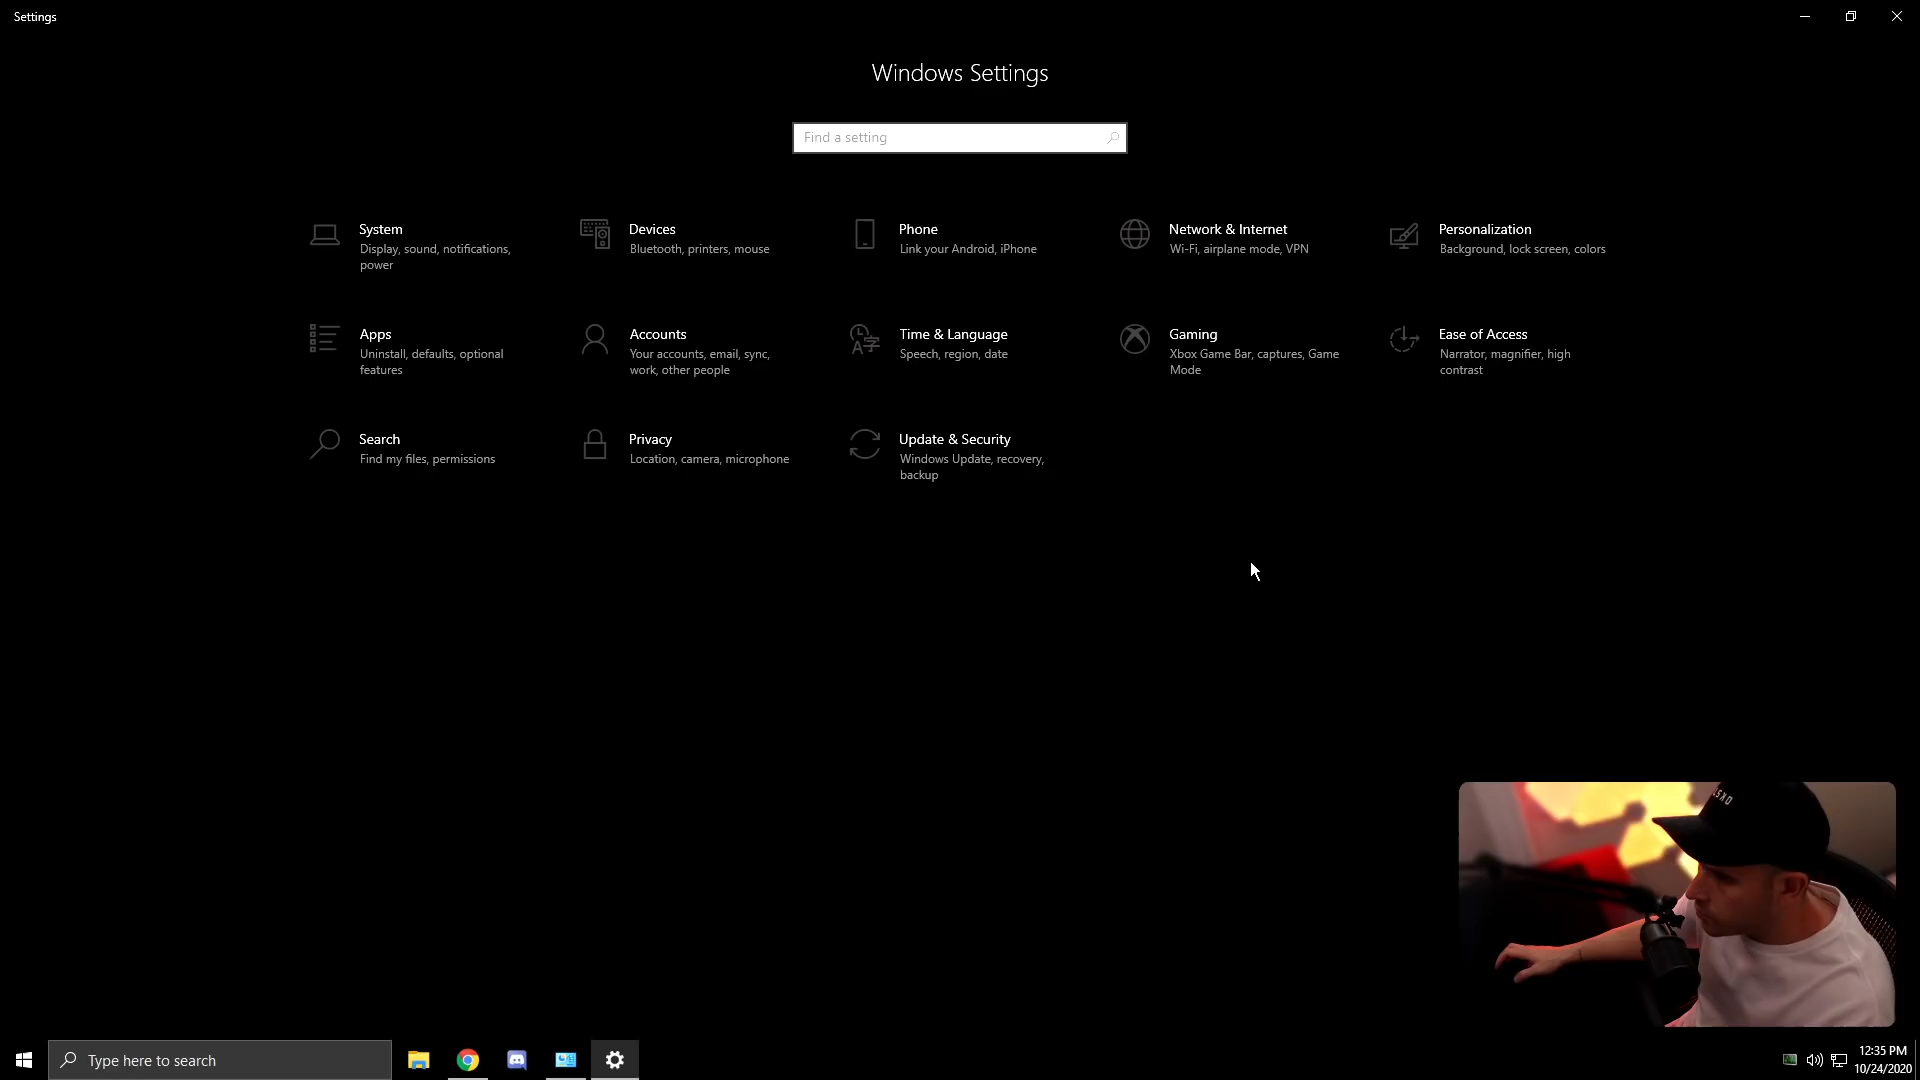 Settings
Windows Settings
Find a setting
System
Display, sound, notifications,
power
Devices
Bluetooth, printers, mouse
Phone
Link your Android, iPhone
Network & Internet
Wi-Fi, airplane mode, VPN
Personalization
Background, lock screen, colors
Apps
Uninstall, defaults, optional
features
Accounts
Your accounts, email, sync,
work, other people
Time & Language
Speech, region, date
Gaming
Xbox Game Bar, captures, Game
Mode
Ease of Access
Narrator, magnifier, high
contrast
Search
Find my files, permissions
Privacy
Location, camera, microphone
Update & Security
Windows Update, recovery,
backup
Type here to search
12:35 PM
10/24/2020